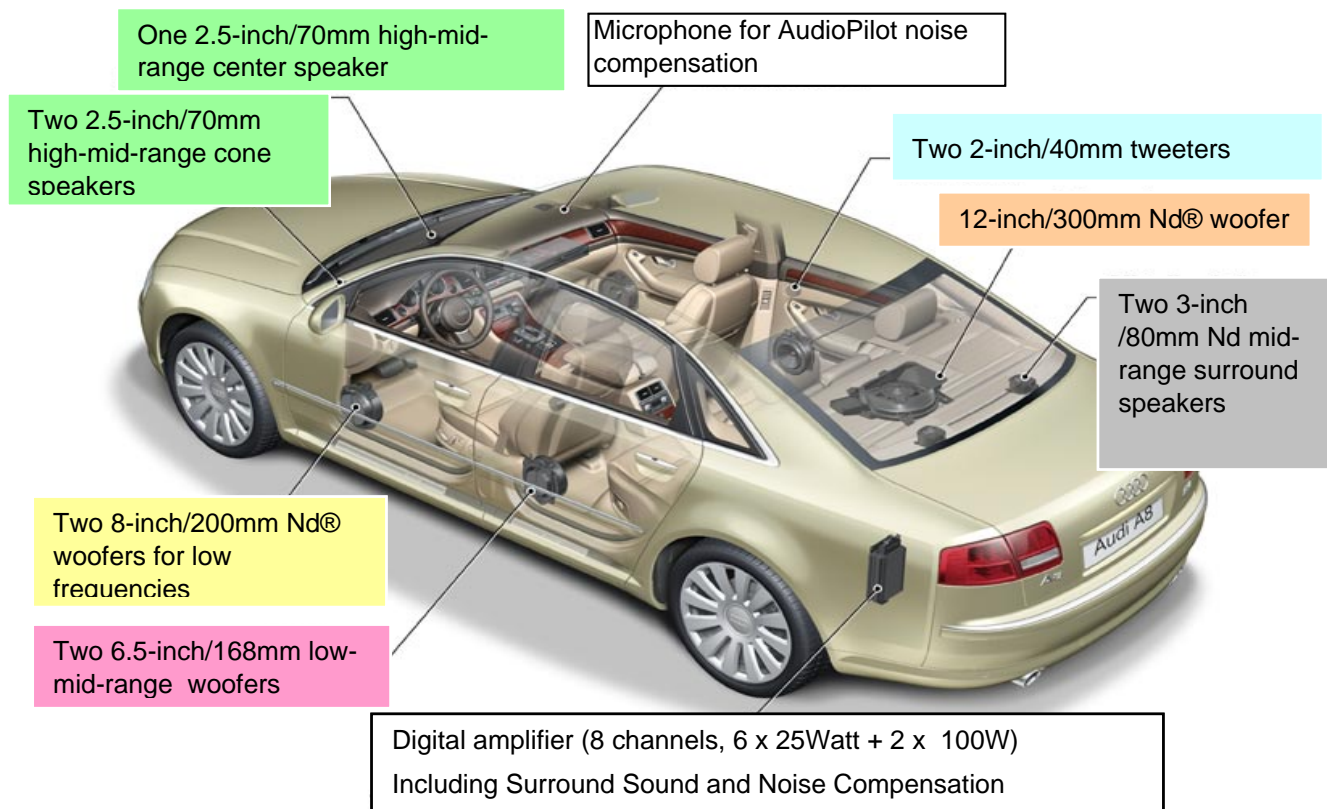 One 2.5-inch/70mm high-mid-
range center speaker
Microphone for AudioPilot noise
compensation
Two 2.5-inch/70mm
high-mid-range cone
speakers
Two 2-inch/40mm tweeters
12-inch/300mm Nd® woofer
Two 3-inch
/80mm Nd mid-
range surround
speakers
Audi A8
Two 8-inch/200mm Nd®
woofers for low
frequencies
Two 6.5-inch/168mm low-
mid-range woofers
Digital amplifier (8 channels, 6 x 25Watt + 2 x 100W)
Including Surround Sound and Noise Compensation